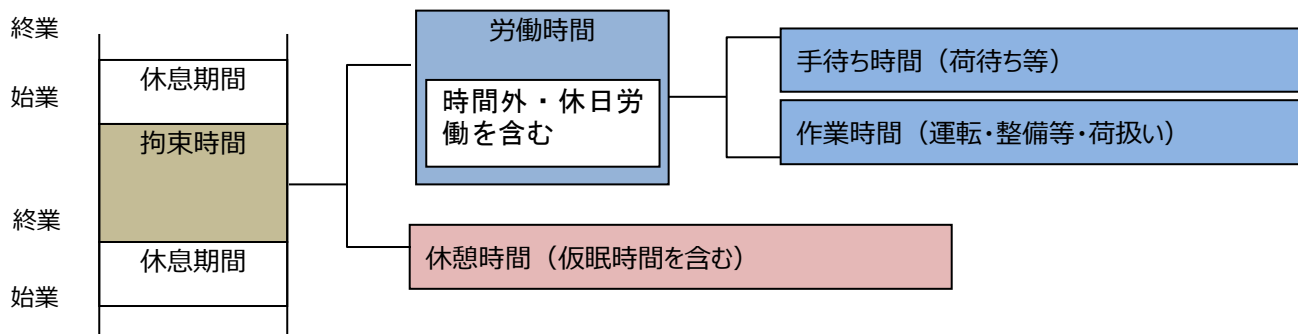 終業
休息期間
始業
拘束時間
終業
休息期間
始業
労働時間
時間外・休日労
働を含む
手待ち時間（荷待ち等）
作業時間（運転・整備等・荷扱い）
休憩時間（仮眠時間を含む）